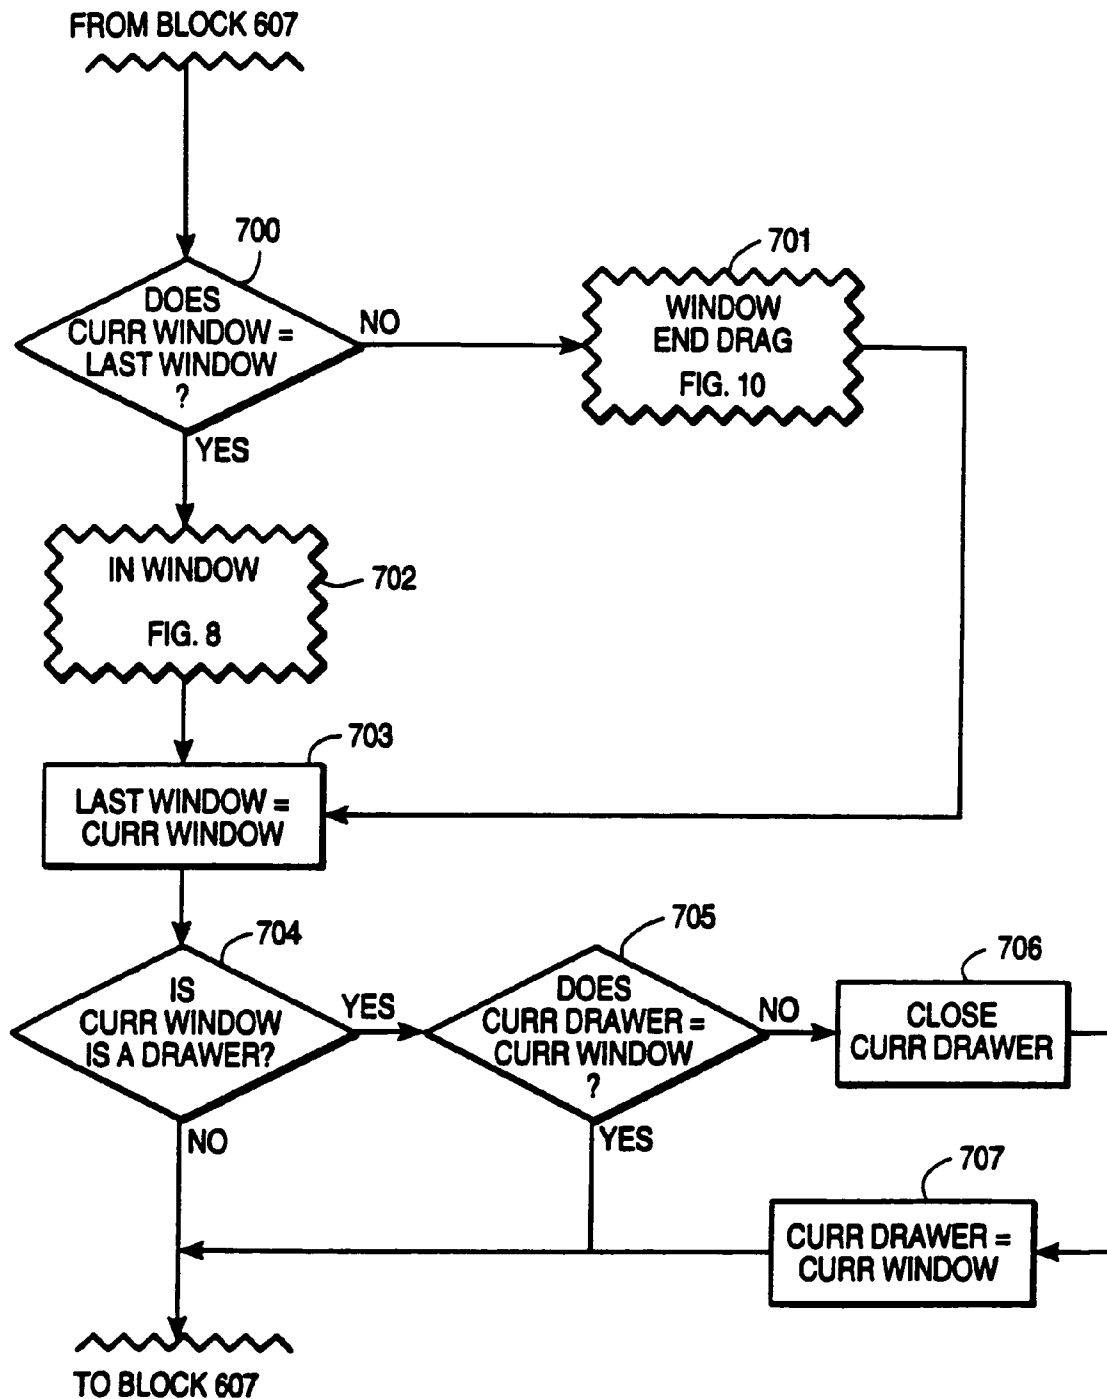 FROM BLOCK 607
700
DOES
CURR WINDOW =
LAST WINDOW
?
NO
YES
701
WINDOW
END DRAG
FIG. 10
IN WINDOW
FIG. 8
702
703
LAST WINDOW =
CURR WINDOW
704
IS
CURR WINDOW
IS A DRAWER?
YES
NO
705
DOES
CURR DRAWER =
CURR WINDOW
?
NO
YES
706
CLOSE
CURR DRAWER
707
CURR DRAWER =
CURR WINDOW
TO BLOCK 607